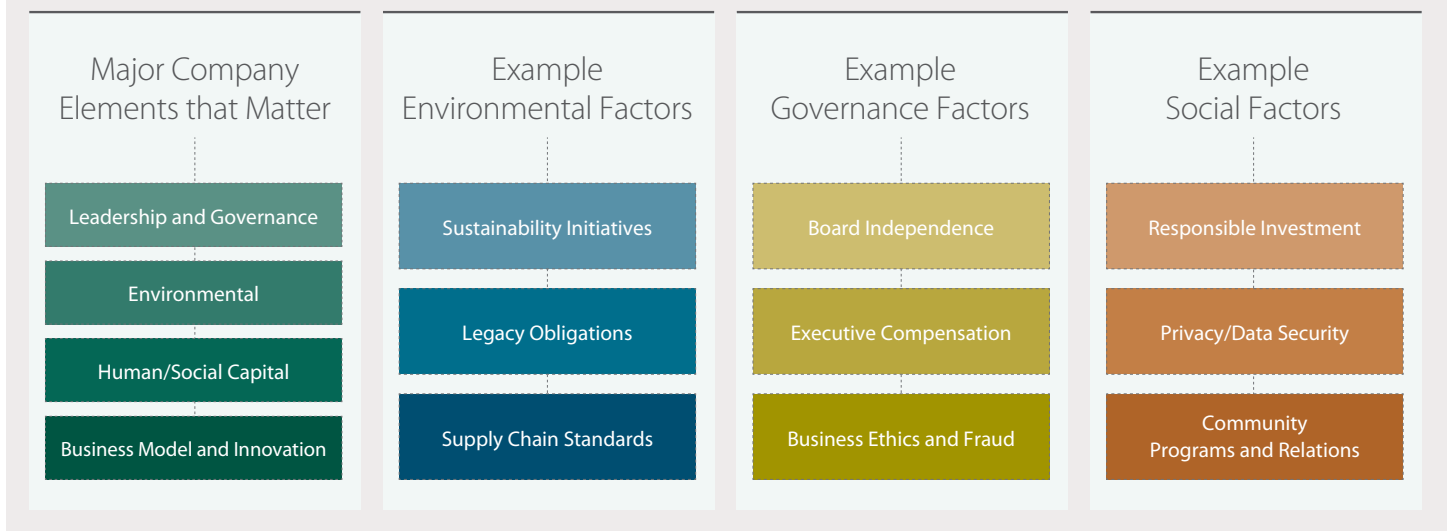 Major Company
Elements that Matter
Leadership and Governance
Environmental
Human/Social Capital
Business Model and Innovation
Example
Environmental Factors
Sustainability Initiatives
Legacy Obligations
Supply Chain Standards
Example
Governance Factors
Board Independence
Executive Compensation
Business Ethics and Fraud
Example
Social Factors
Responsible Investment
Privacy/Data Security
Community
Programs and Relations